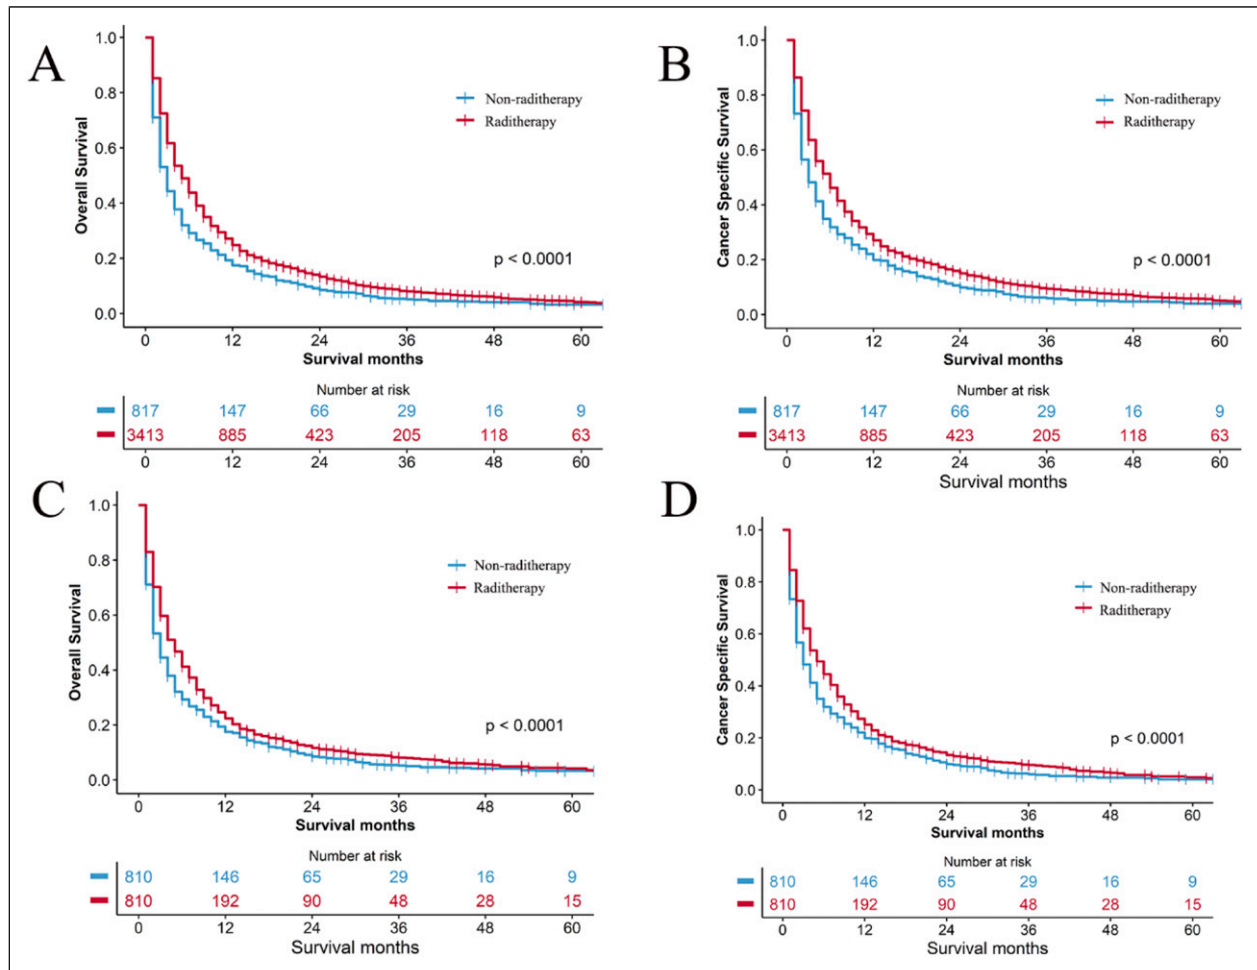 A
Overall Survival
1.0
0.8
0.6
0.4
0.2
0.0
Non-raditherapy
Raditherapy
p < 0.0001
0 12 24 36 48 60
Survival months
Number at risk
817 147 66 29 16 9
3413 885 423 205 118 63
0 12 24 36 48 60
Survival months
B
Cancer Specific Survival
1.0
0.8
0.6
0.4
0.2
0.0
Non-raditherapy
Raditherapy
p < 0.0001
0 12 24 36 48 60
Survival months
Number at risk
817 147 66 29 16 9
3413 885 423 205 118 63
0 12 24 36 48 60
Survival months
C
Overall Survival
1.0
0.8
0.6
0.4
0.2
0.0
Non-raditherapy
Raditherapy
p < 0.0001
0 12 24 36 48 60
Survival months
Number at risk
810 146 65 29 16 9
810 192 90 48 28 15
0 12 24 36 48 60
Survival months
D
Cancer Specific Survival
1.0
0.8
0.6
0.4
0.2
0.0
Non-raditherapy
Raditherapy
p < 0.0001
0 12 24 36 48 60
Survival months
Number at risk
810 146 65 29 16 9
810 192 90 48 28 15
0 12 24 36 48 60
Survival months